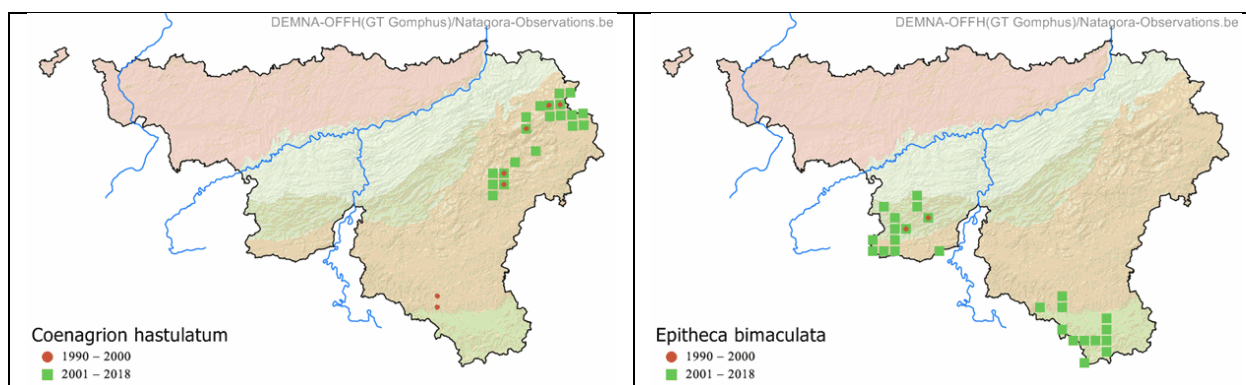 DEMNA-OFFH(GT Gomphus)/Natagora-Observations.be
Coenagrion hastulatum
1990 – 2000
2001 – 2018
DEMNA-OFFH(GT Gomphus)/Natagora-Observations.be
Epitheca bimaculata
1990 – 2000
2001 – 2018